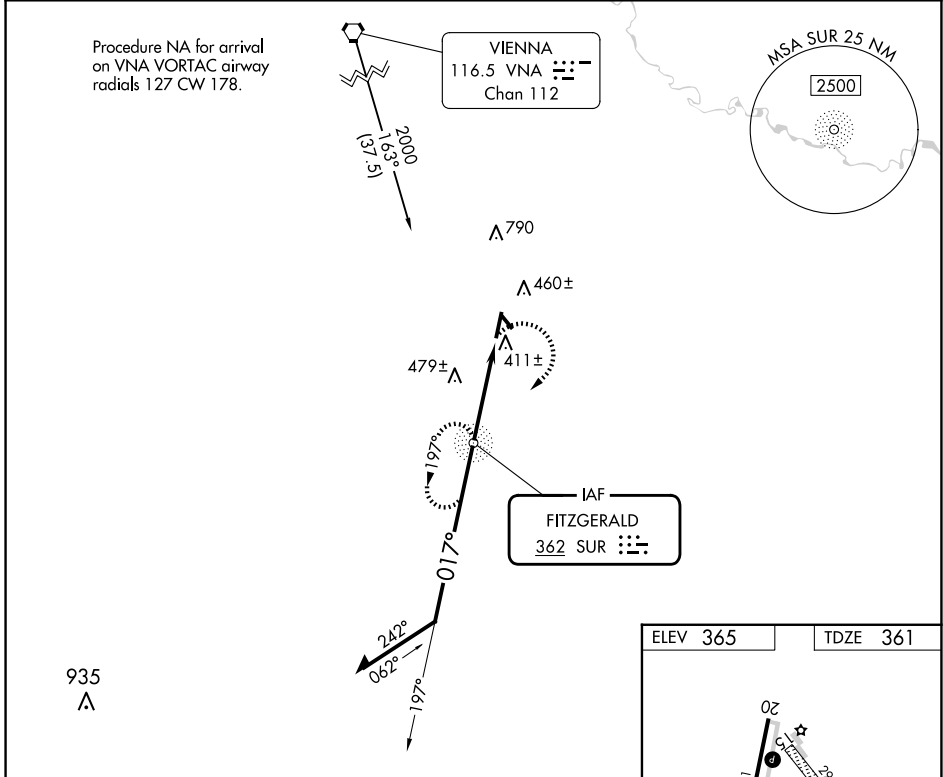 Procedure NA for arrival
on VNA VORTAC airway
radials 127 CW 178.
VIENNA
116.5 VNA
Chan 112
MSA SUR 25 NM
2500
2000
163°
(37.5)
790
460±
411±
479±
197°
IAF
FITZGERALD
362 SUR
017°
242°
062°
197°
935
ELEV 365
TDZE 361
20
P